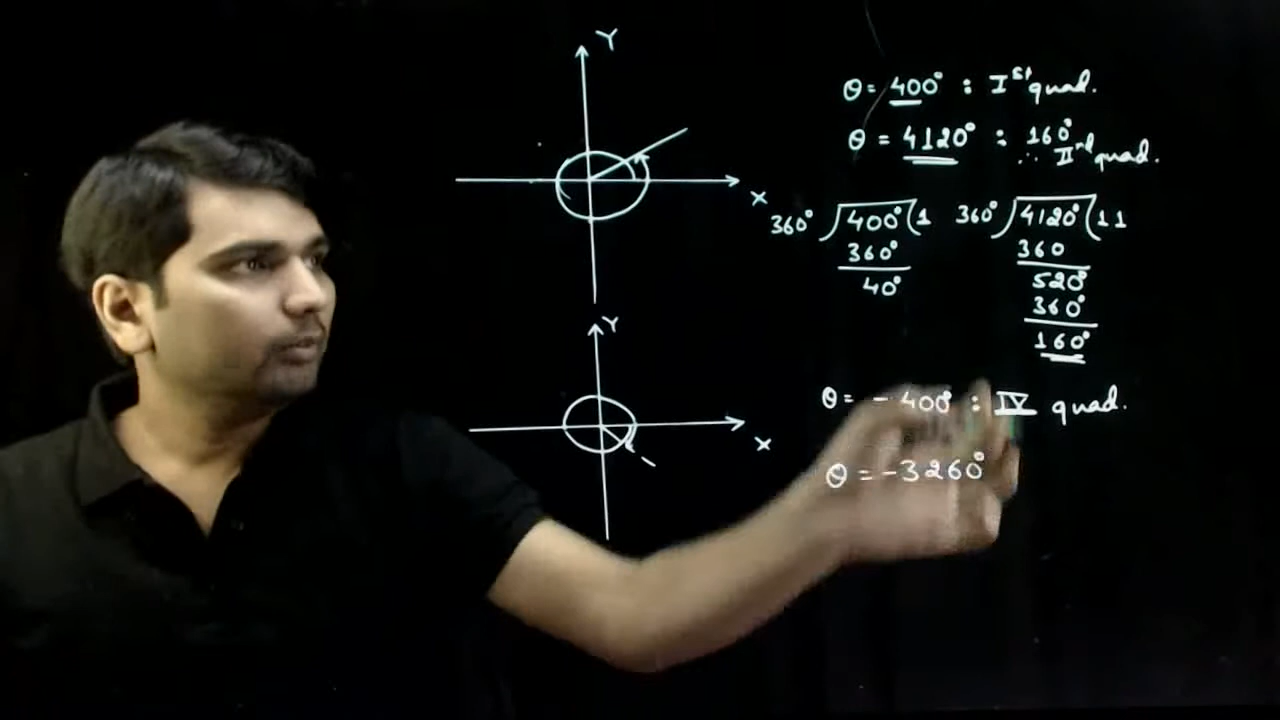 Y
X
θ = 400° : Iˢᵗ quad.
θ = 4120° : 160°
∴ IIⁿᵈ quad.
360° ) 400° ( 1
360°
40°
360° ) 4120° ( 11
360
520°
360°
160°
Y
X
θ = - 400° : IV quad.
θ = -3260°